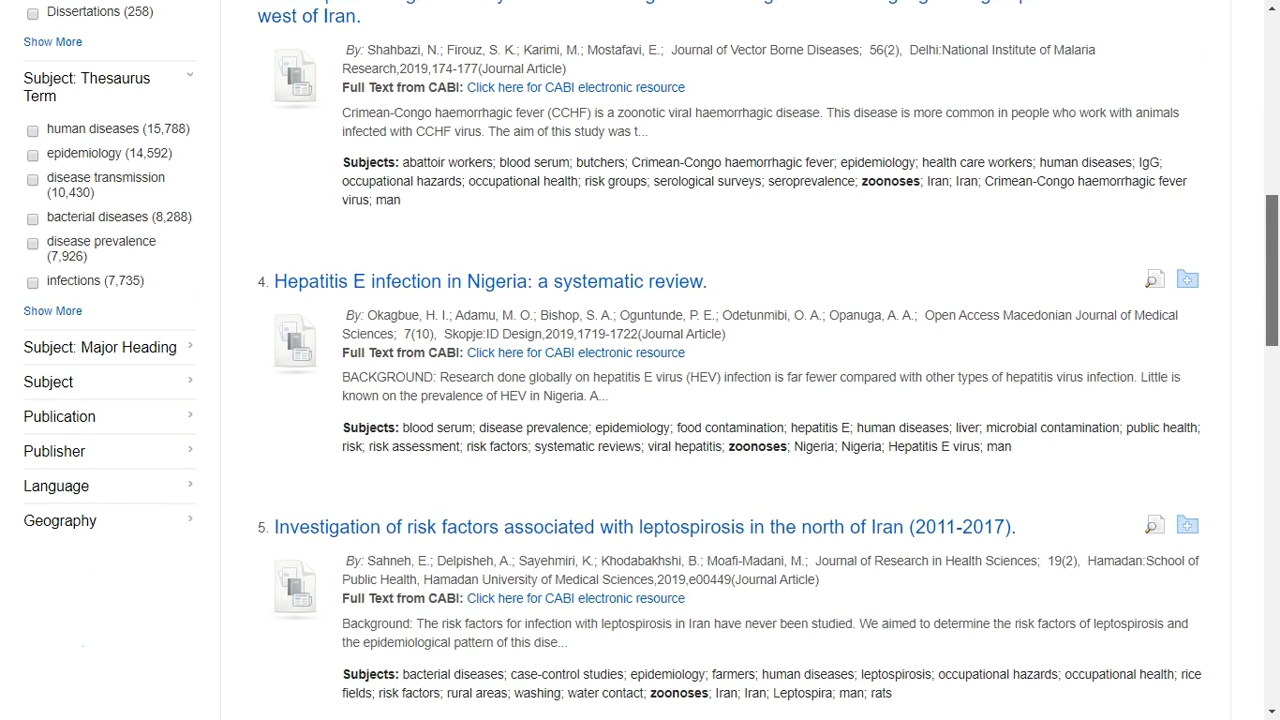 Dissertations (258)
Show More
Subject: Thesaurus
Term
human diseases (15,788)
epidemiology (14,592)
disease transmission
(10,430)
bacterial diseases (8,288)
disease prevalence
(7,926)
infections (7,735)
Show More
Subject: Major Heading
Subject
Publication
Publisher
Language
Geography
west of Iran.
By: Shahbazi, N.; Firouz, S. K.; Karimi, M.; Mostafavi, E.; Journal of Vector Borne Diseases; 56(2), Delhi:National Institute of Malaria
Research,2019,174-177(Journal Article)
Full Text from CABI: Click here for CABI electronic resource
Crimean-Congo haemorrhagic fever (CCHF) is a zoonotic viral haemorrhagic disease. This disease is more common in people who work with animals
infected with CCHF virus. The aim of this study was t...
Subjects: abattoir workers; blood serum; butchers; Crimean-Congo haemorrhagic fever; epidemiology; health care workers; human diseases; IgG;
occupational hazards; occupational health; risk groups; serological surveys; seroprevalence; zoonoses; Iran; Iran; Crimean-Congo haemorrhagic fever
virus; man
4. Hepatitis E infection in Nigeria: a systematic review.
By: Okagbue, H. I.; Adamu, M. O.; Bishop, S. A.; Oguntunde, P. E.; Odetunmibi, O. A.; Opanuga, A. A.; Open Access Macedonian Journal of Medical
Sciences; 7(10), Skopje:ID Design,2019,1719-1722(Journal Article)
Full Text from CABI: Click here for CABI electronic resource
BACKGROUND: Research done globally on hepatitis E virus (HEV) infection is far fewer compared with other types of hepatitis virus infection. Little is
known on the prevalence of HEV in Nigeria. A...
Subjects: blood serum; disease prevalence; epidemiology; food contamination; hepatitis E; human diseases; liver; microbial contamination; public health;
risk; risk assessment; risk factors; systematic reviews; viral hepatitis; zoonoses; Nigeria; Nigeria; Hepatitis E virus; man
5. Investigation of risk factors associated with leptospirosis in the north of Iran (2011-2017).
By: Sahneh, E.; Delpisheh, A.; Sayehmiri, K.; Khodabakhshi, B.; Moafi-Madani, M.; Journal of Research in Health Sciences; 19(2), Hamadan:School of
Public Health, Hamadan University of Medical Sciences,2019,e00449(Journal Article)
Full Text from CABI: Click here for CABI electronic resource
Background: The risk factors for infection with leptospirosis in Iran have never been studied. We aimed to determine the risk factors of leptospirosis and
the epidemiological pattern of this dise...
Subjects: bacterial diseases; case-control studies; epidemiology; farmers; human diseases; leptospirosis; occupational hazards; occupational health; rice
fields; risk factors; rural areas; washing; water contact; zoonoses; Iran; Iran; Leptospira; man; rats